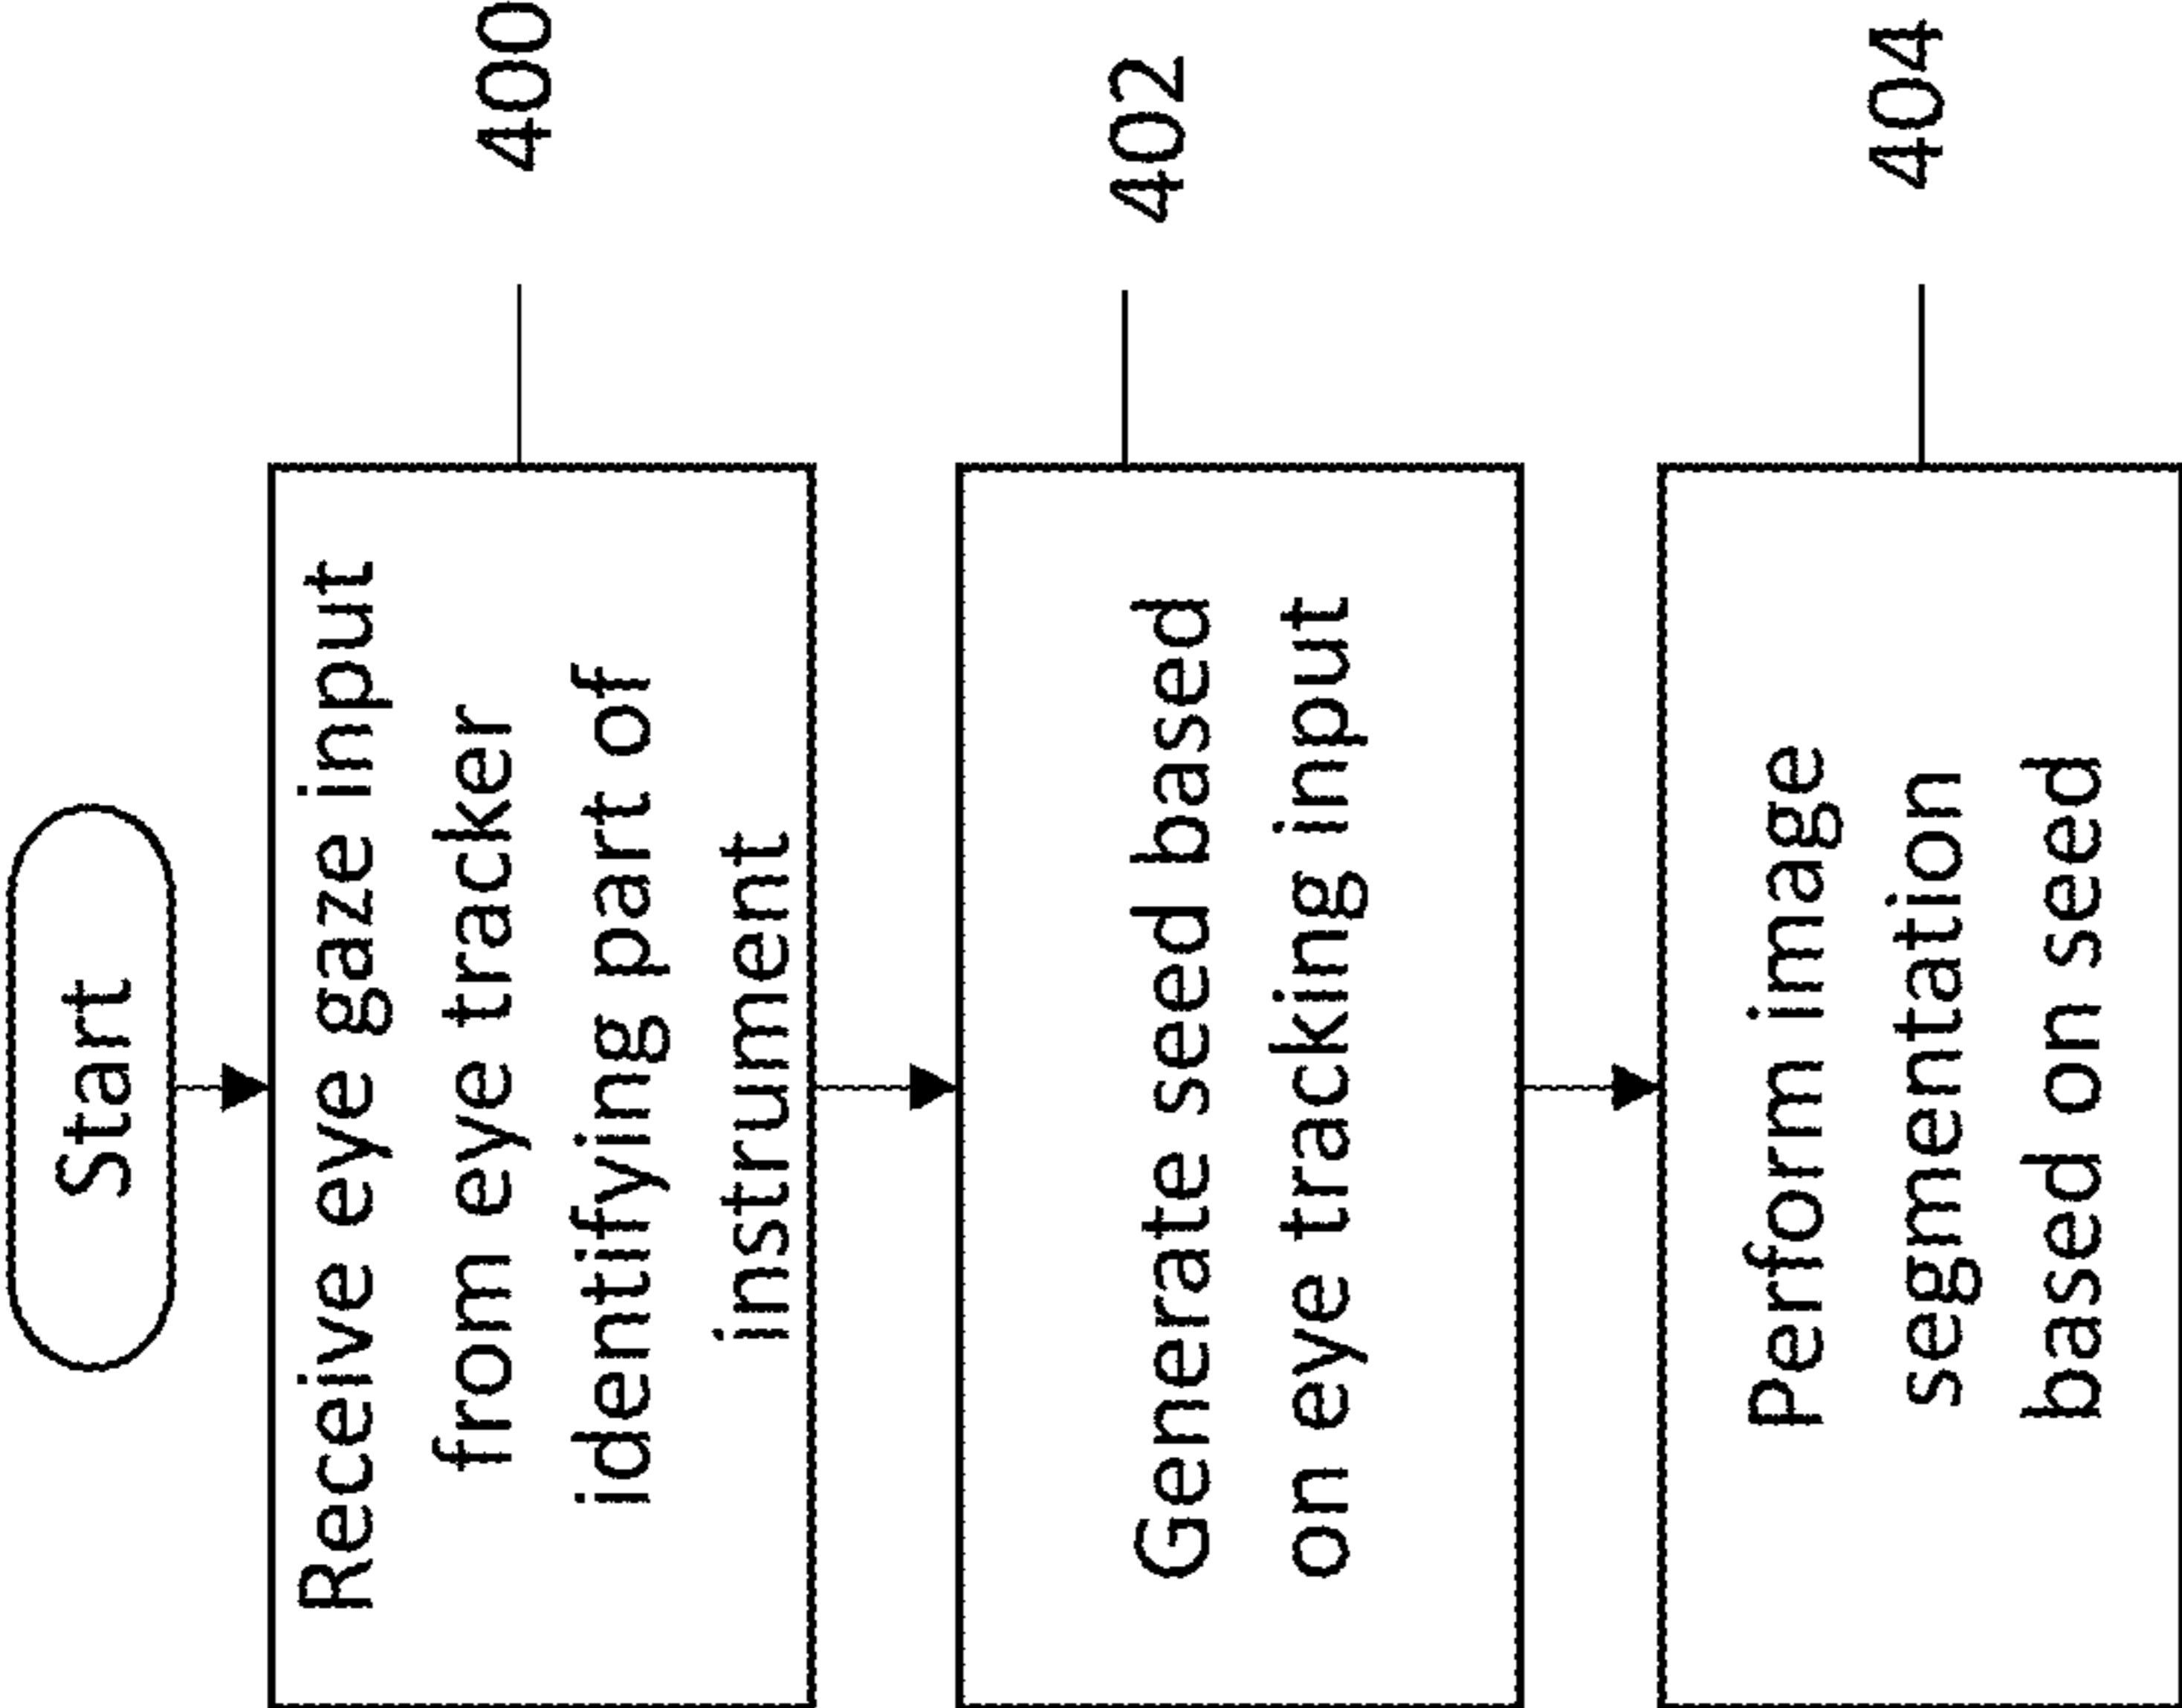 Start
Receive eye gaze input
from eye tracker
identifying part of
instrument
400
Generate seed based
on eye tracking input
402
Perform image
segmentation
based on seed
404